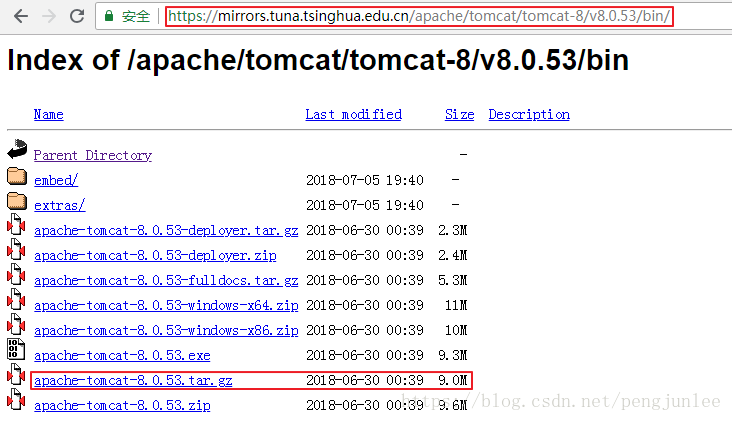 安全 https://mirrors.tuna.tsinghua.edu.cn/apache/tomcat/tomcat-8/v8.0.53/bin/
Index of /apache/tomcat/tomcat-8/v8.0.53/bin
Name Last modified Size Description
Parent Directory -
embed/ 2018-07-05 19:40 -
extras/ 2018-07-05 19:40 -
apache-tomcat-8.0.53-deployer.tar.gz 2018-06-30 00:39 2.3M
apache-tomcat-8.0.53-deployer.zip 2018-06-30 00:39 2.4M
apache-tomcat-8.0.53-fulldocs.tar.gz 2018-06-30 00:39 5.3M
apache-tomcat-8.0.53-windows-x64.zip 2018-06-30 00:39 11M
apache-tomcat-8.0.53-windows-x86.zip 2018-06-30 00:39 10M
apache-tomcat-8.0.53.exe 2018-06-30 00:39 9.3M
apache-tomcat-8.0.53.tar.gz 2018-06-30 00:39 9.0M
apache-tomcat-8.0.53.zip 2018-06-30 00:39 9.6M
https://blog.csdn.net/pengjunlee